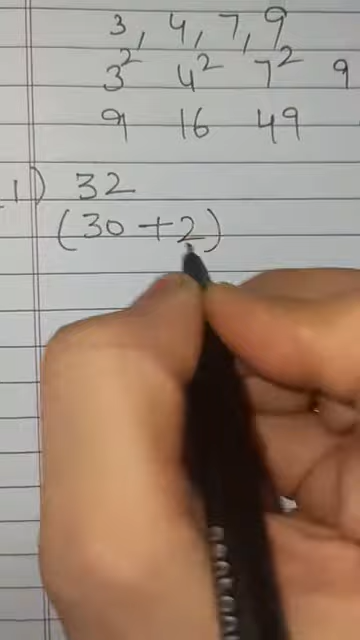 3, 4, 7, 9
3² 4² 7² 9
9 16 49
1) 32
(30 + 2)